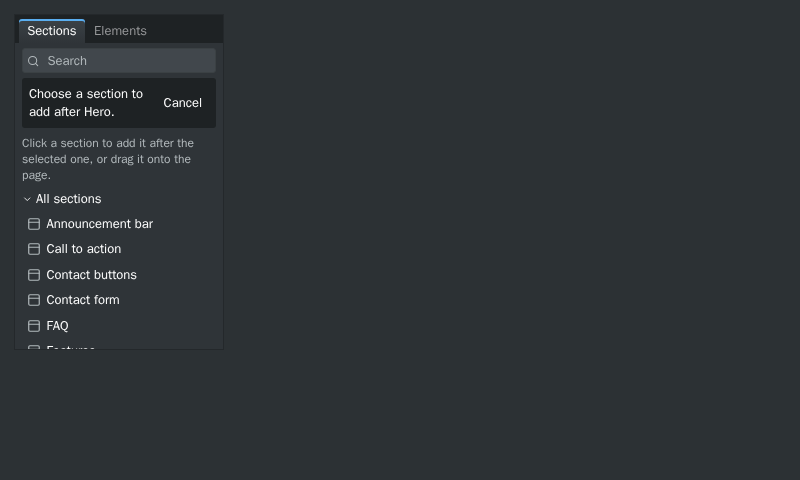 Sections Elements
Search
Choose a section to
add after Hero.
Cancel
Click a section to add it after the
selected one, or drag it onto the
page.
All sections
Announcement bar
Call to action
Contact buttons
Contact form
FAQ